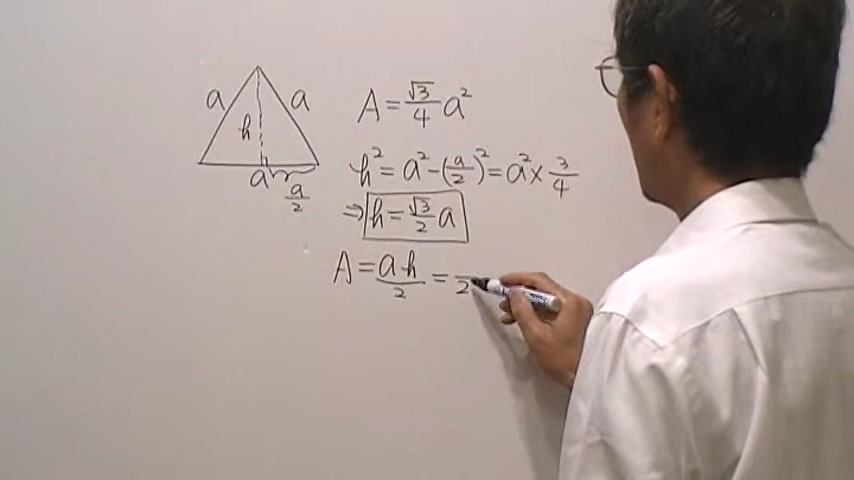 a a
h
a
a/2
A = √3/4 a²
h² = a² - (a/2)² = a² × 3/4
⇒ h = √3/2 a
A = a h/2 = /2